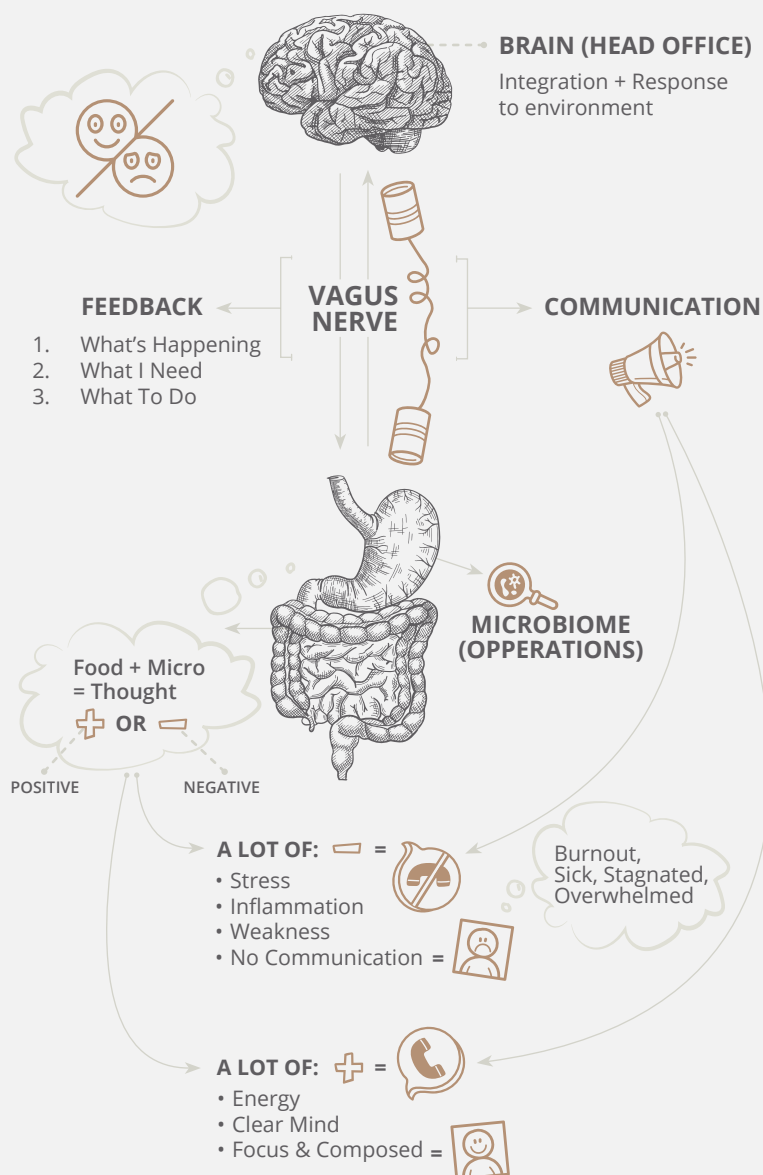 BRAIN (HEAD OFFICE)
Integration + Response
to environment
VAGUS
NERVE
FEEDBACK
1. What’s Happening
2. What I Need
3. What To Do
COMMUNICATION
MICROBIOME
(OPPERATIONS)
Food + Micro
= Thought
+ OR -
POSITIVE
NEGATIVE
A LOT OF: - =
• Stress
• Inflammation
• Weakness
• No Communication =
Burnout,
Sick, Stagnated,
Overwhelmed
A LOT OF: + =
• Energy
• Clear Mind
• Focus & Composed =